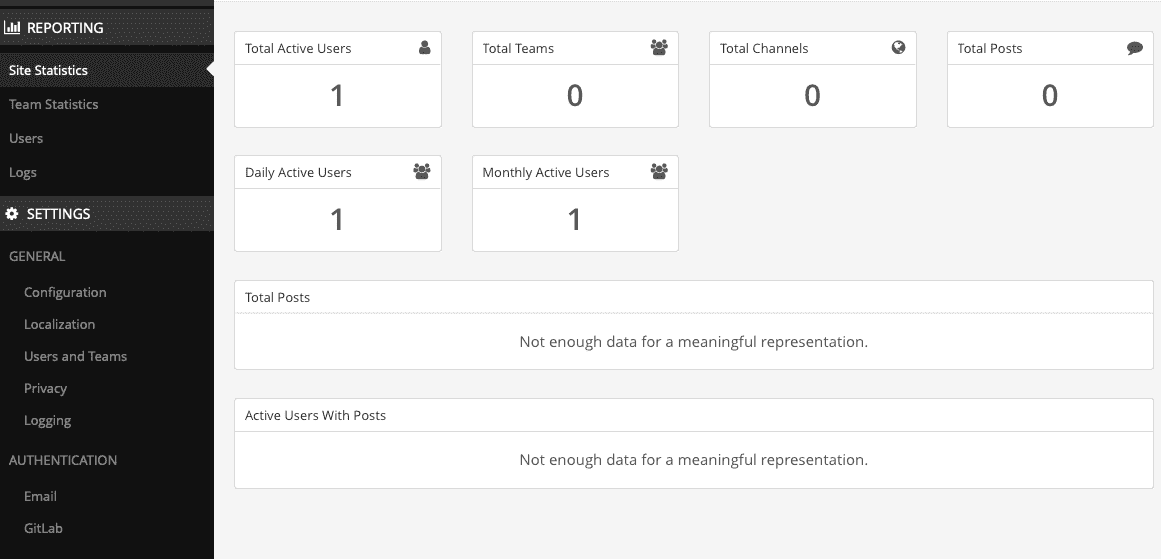 REPORTING
Site Statistics
Team Statistics
Users
Logs
SETTINGS
GENERAL
Configuration
Localization
Users and Teams
Privacy
Logging
AUTHENTICATION
Email
GitLab
Total Active Users
1
Total Teams
0
Total Channels
0
Total Posts
0
Daily Active Users
1
Monthly Active Users
1
Total Posts
Not enough data for a meaningful representation.
Active Users With Posts
Not enough data for a meaningful representation.